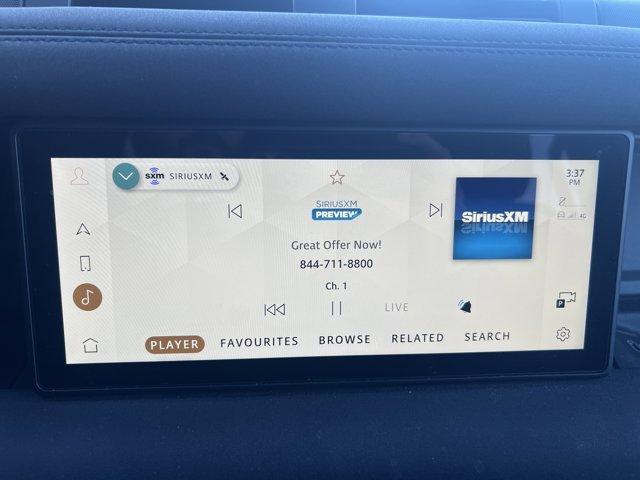 sxm SIRIUSXM
3:37
PM
4G
SIRIUSXM
PREVIEW
SiriusXM
Great Offer Now!
844-711-8800
Ch. 1
LIVE
P
PLAYER FAVOURITES BROWSE RELATED SEARCH